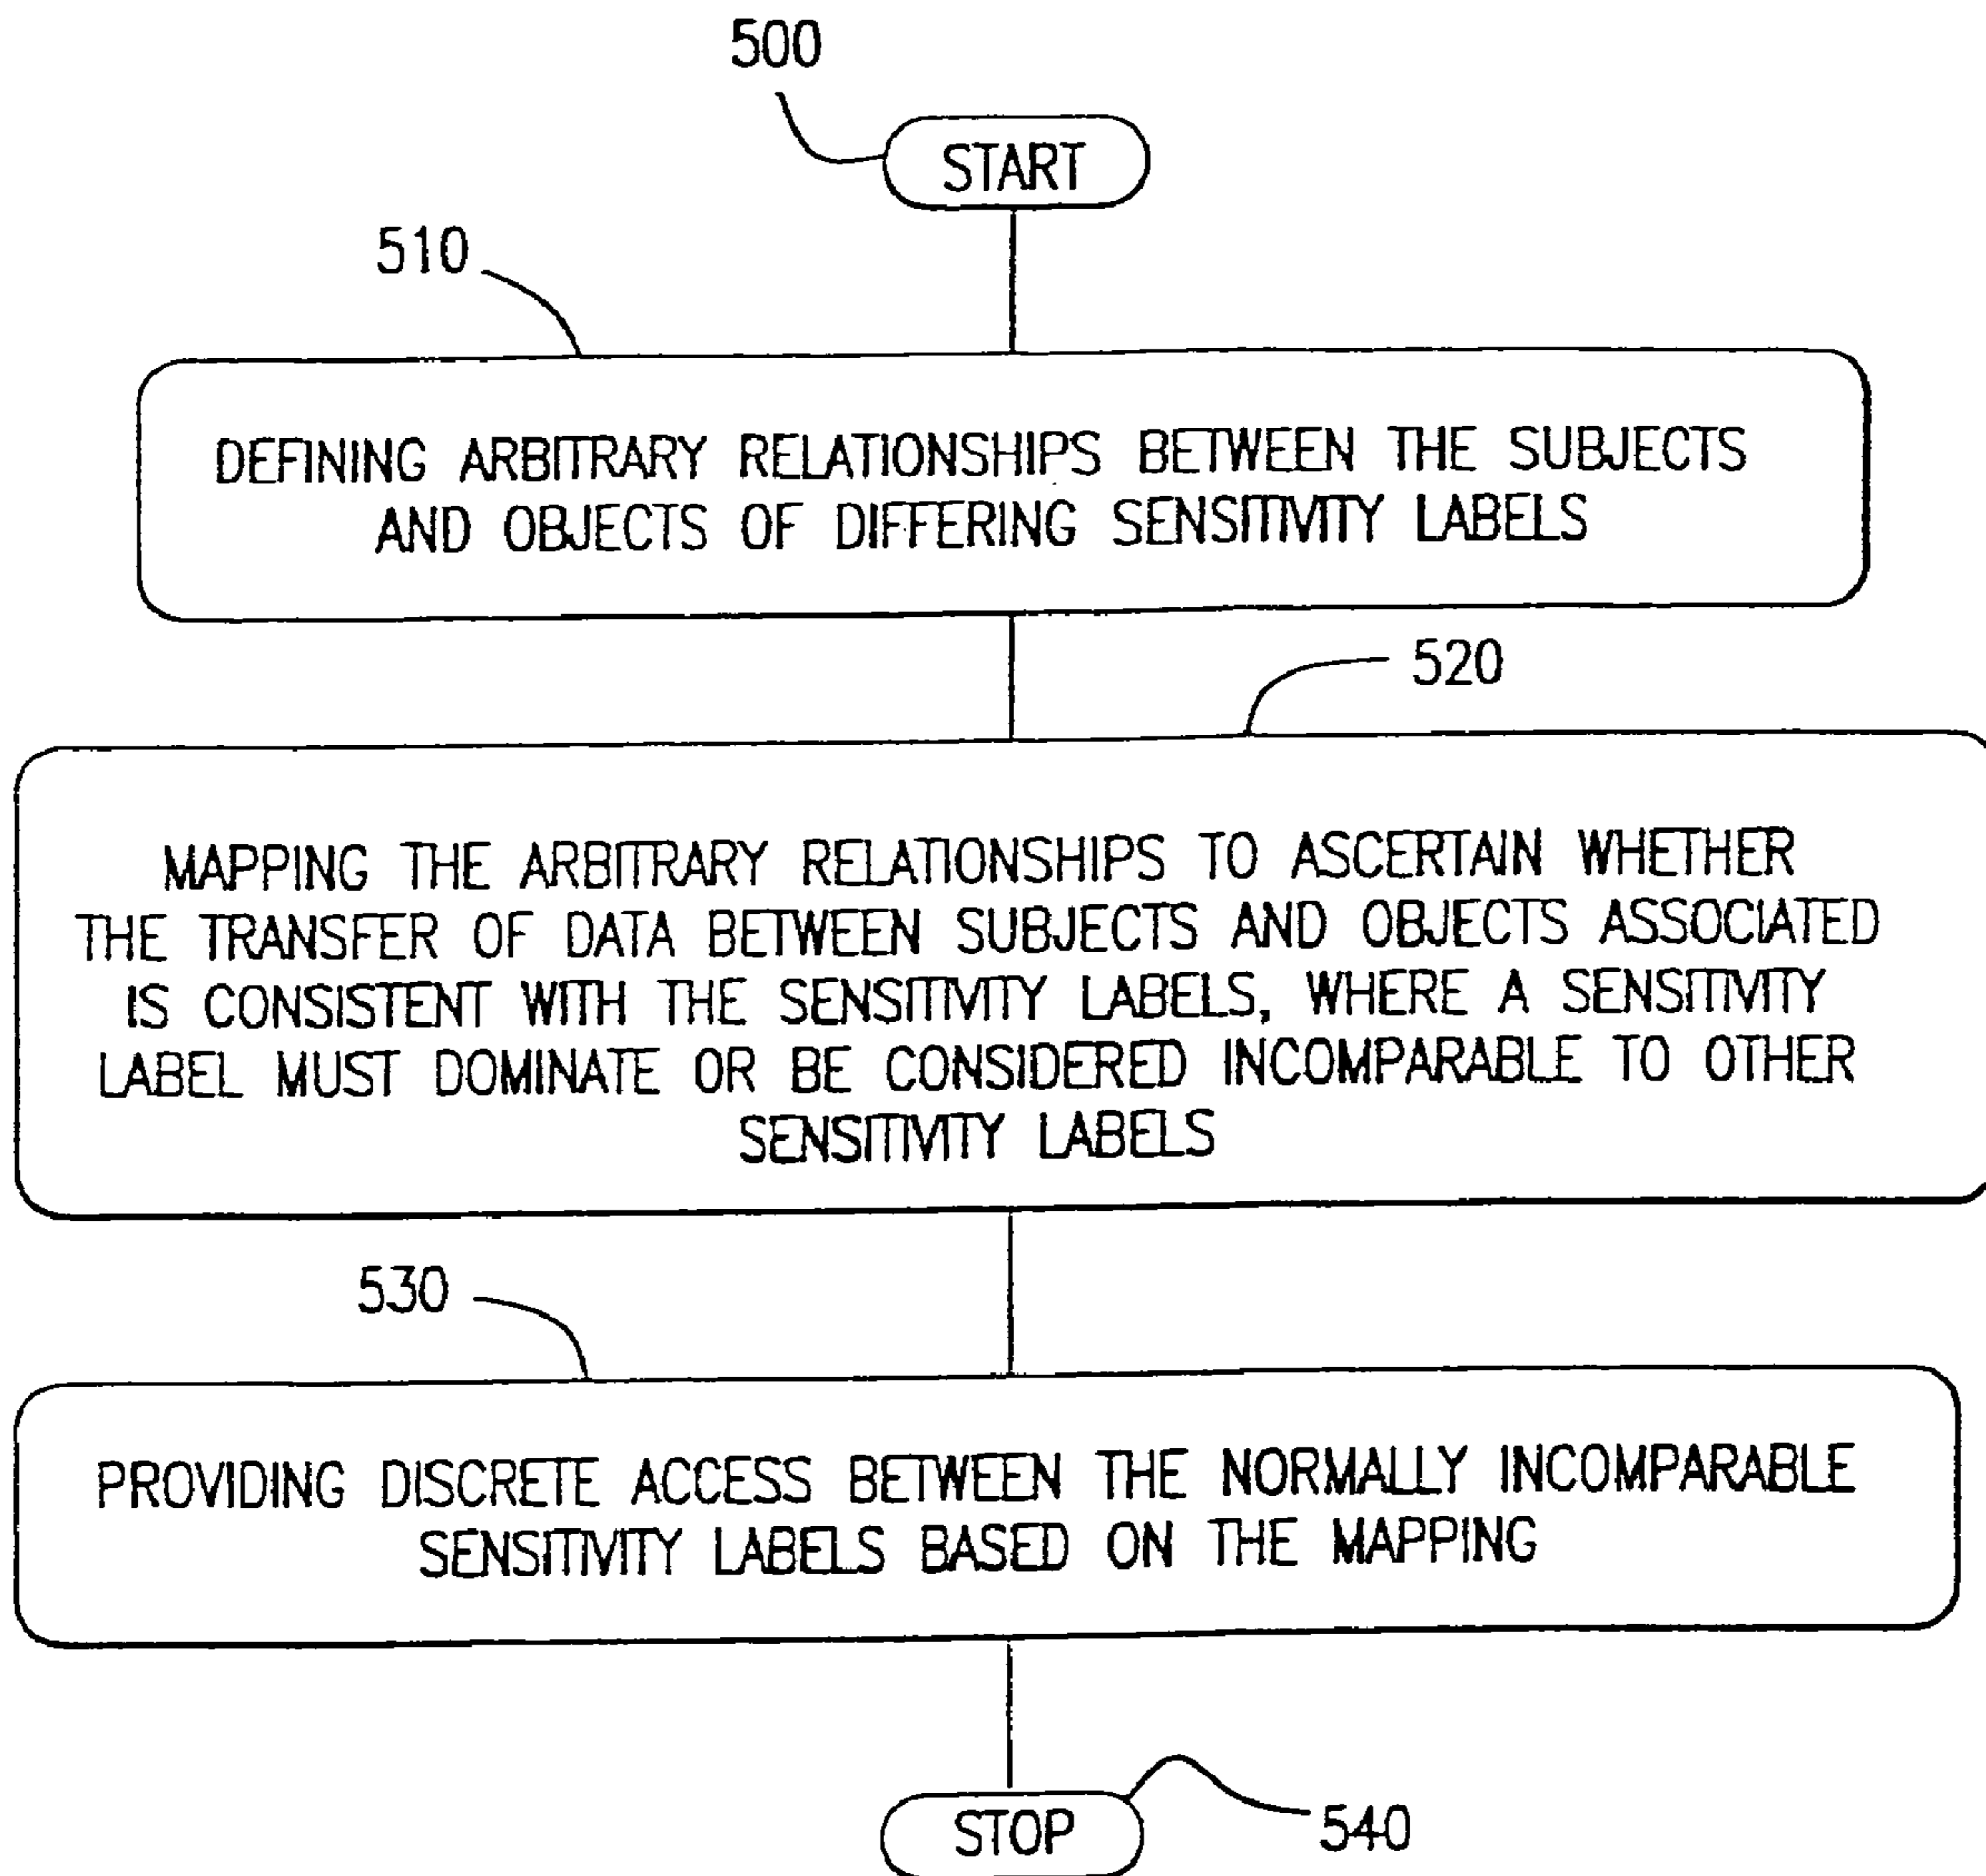 500
START
510
DEFINING ARBITRARY RELATIONSHIPS BETWEEN THE SUBJECTS
AND OBJECTS OF DIFFERING SENSITIVITY LABELS
520
MAPPING THE ARBITRARY RELATIONSHIPS TO ASCERTAIN WHETHER
THE TRANSFER OF DATA BETWEEN SUBJECTS AND OBJECTS ASSOCIATED
IS CONSISTENT WITH THE SENSITIVITY LABELS, WHERE A SENSITIVITY
LABEL MUST DOMINATE OR BE CONSIDERED INCOMPARABLE TO OTHER
SENSITIVITY LABELS
530
PROVIDING DISCRETE ACCESS BETWEEN THE NORMALLY INCOMPARABLE
SENSITIVITY LABELS BASED ON THE MAPPING
STOP
540